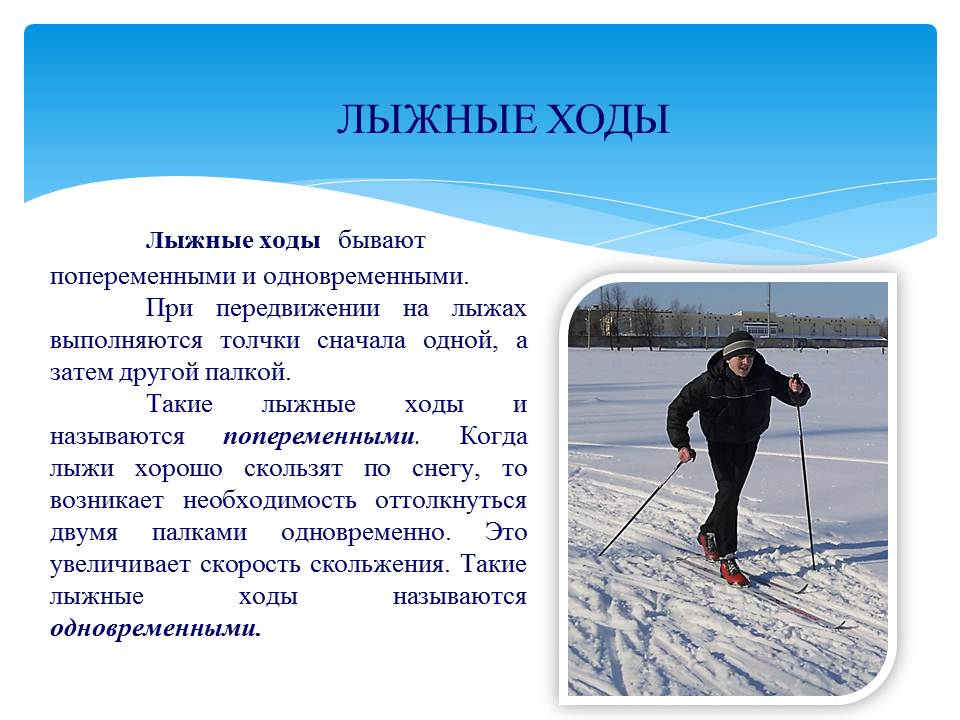 ЛЫЖНЫЕ ХОДЫ
Лыжные ходы бывают
попеременными и одновременными.
При передвижении на лыжах
выполняются толчки сначала одной, а
затем другой палкой.
Такие лыжные ходы и
называются попеременными. Когда
лыжи хорошо скользят по снегу, то
возникает необходимость оттолкнуться
двумя палками одновременно. Это
увеличивает скорость скольжения. Такие
лыжные ходы называются
одновременными.